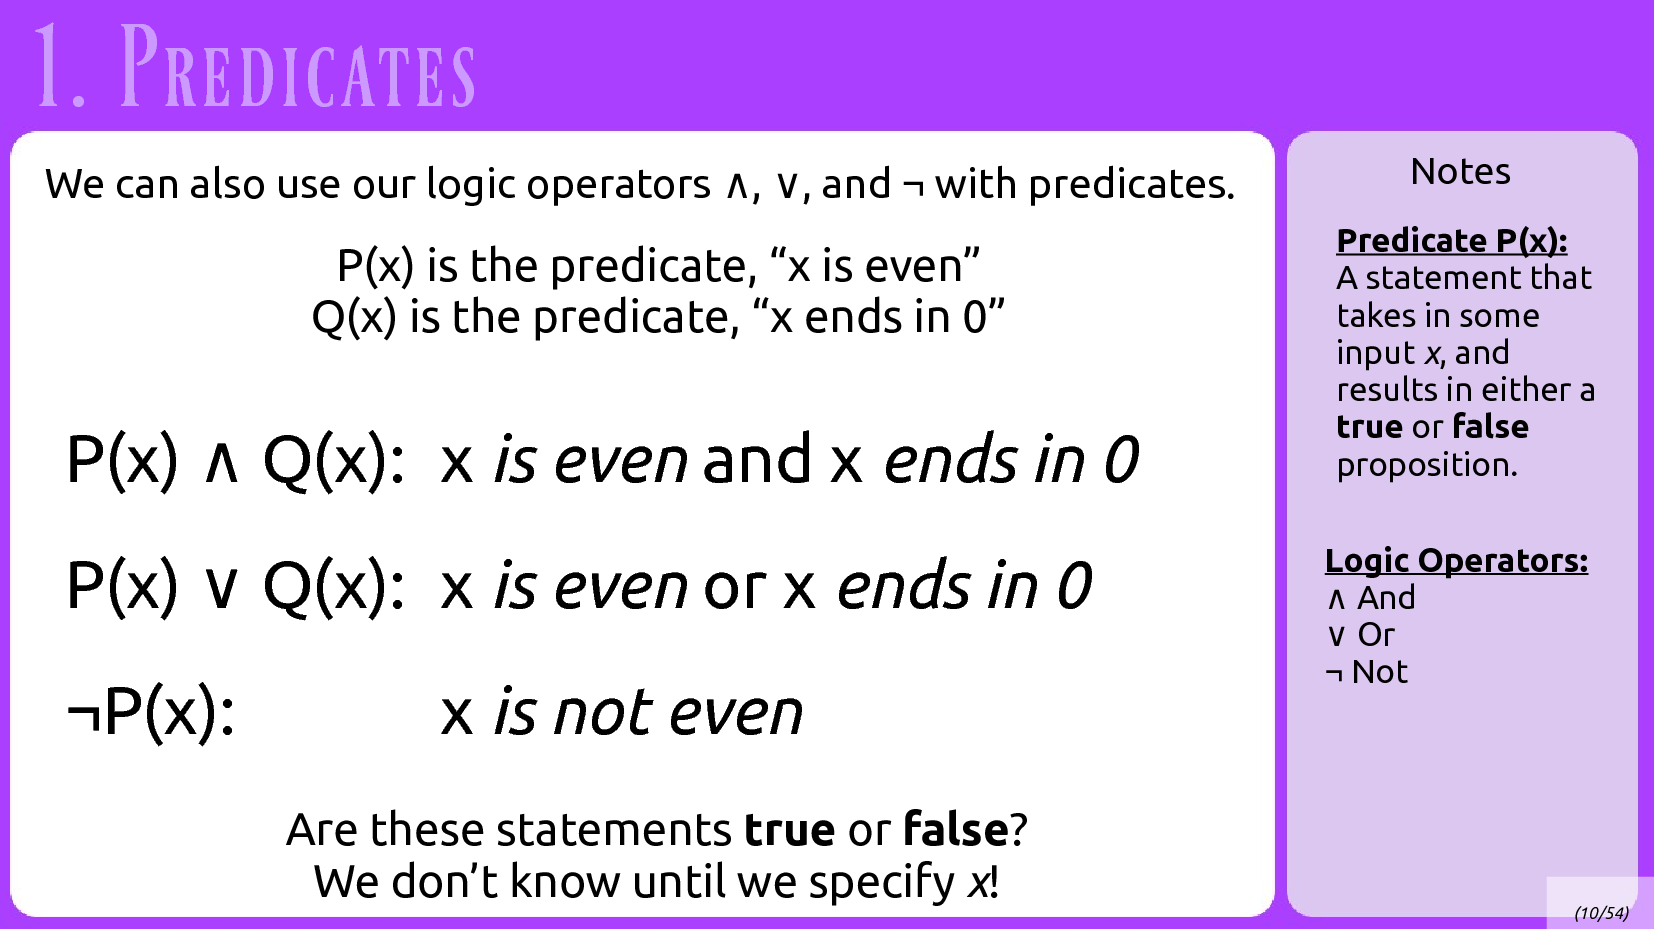 1. Predicates
We can also use our logic operators ∧, ∨, and ¬ with predicates.
P(x) is the predicate, “x is even”
Q(x) is the predicate, “x ends in 0”
P(x) ∧ Q(x): x is even and x ends in 0
P(x) ∨ Q(x): x is even or x ends in 0
¬P(x): x is not even
Are these statements true or false?
We don’t know until we specify x!
Notes
Predicate P(x):
A statement that
takes in some
input x, and
results in either a
true or false
proposition.
Logic Operators:
∧ And
∨ Or
¬ Not
(10/54)